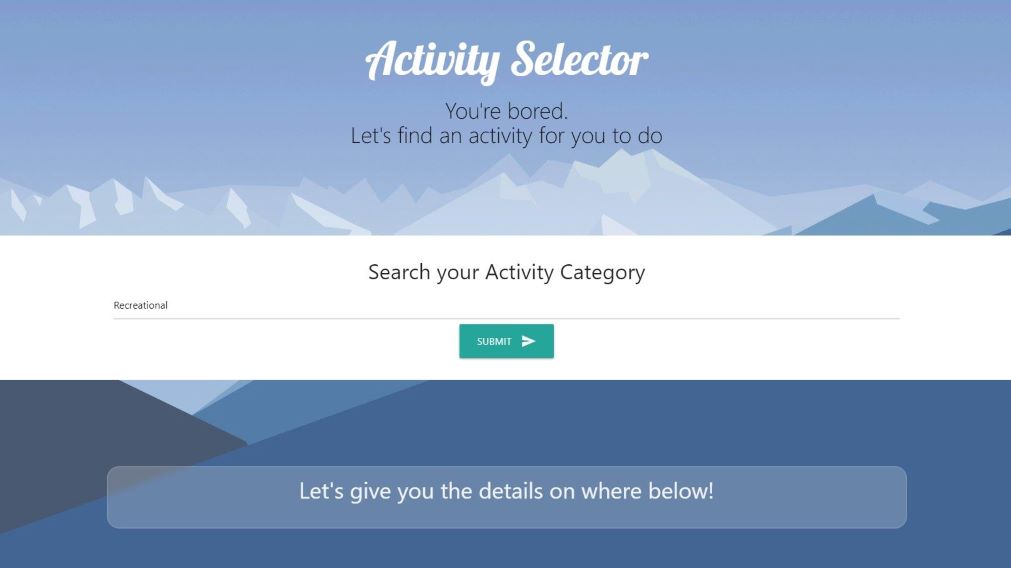 Activity Selector
You're bored.
Let's find an activity for you to do
Search your Activity Category
Recreational
SUBMIT
Let's give you the details on where below!